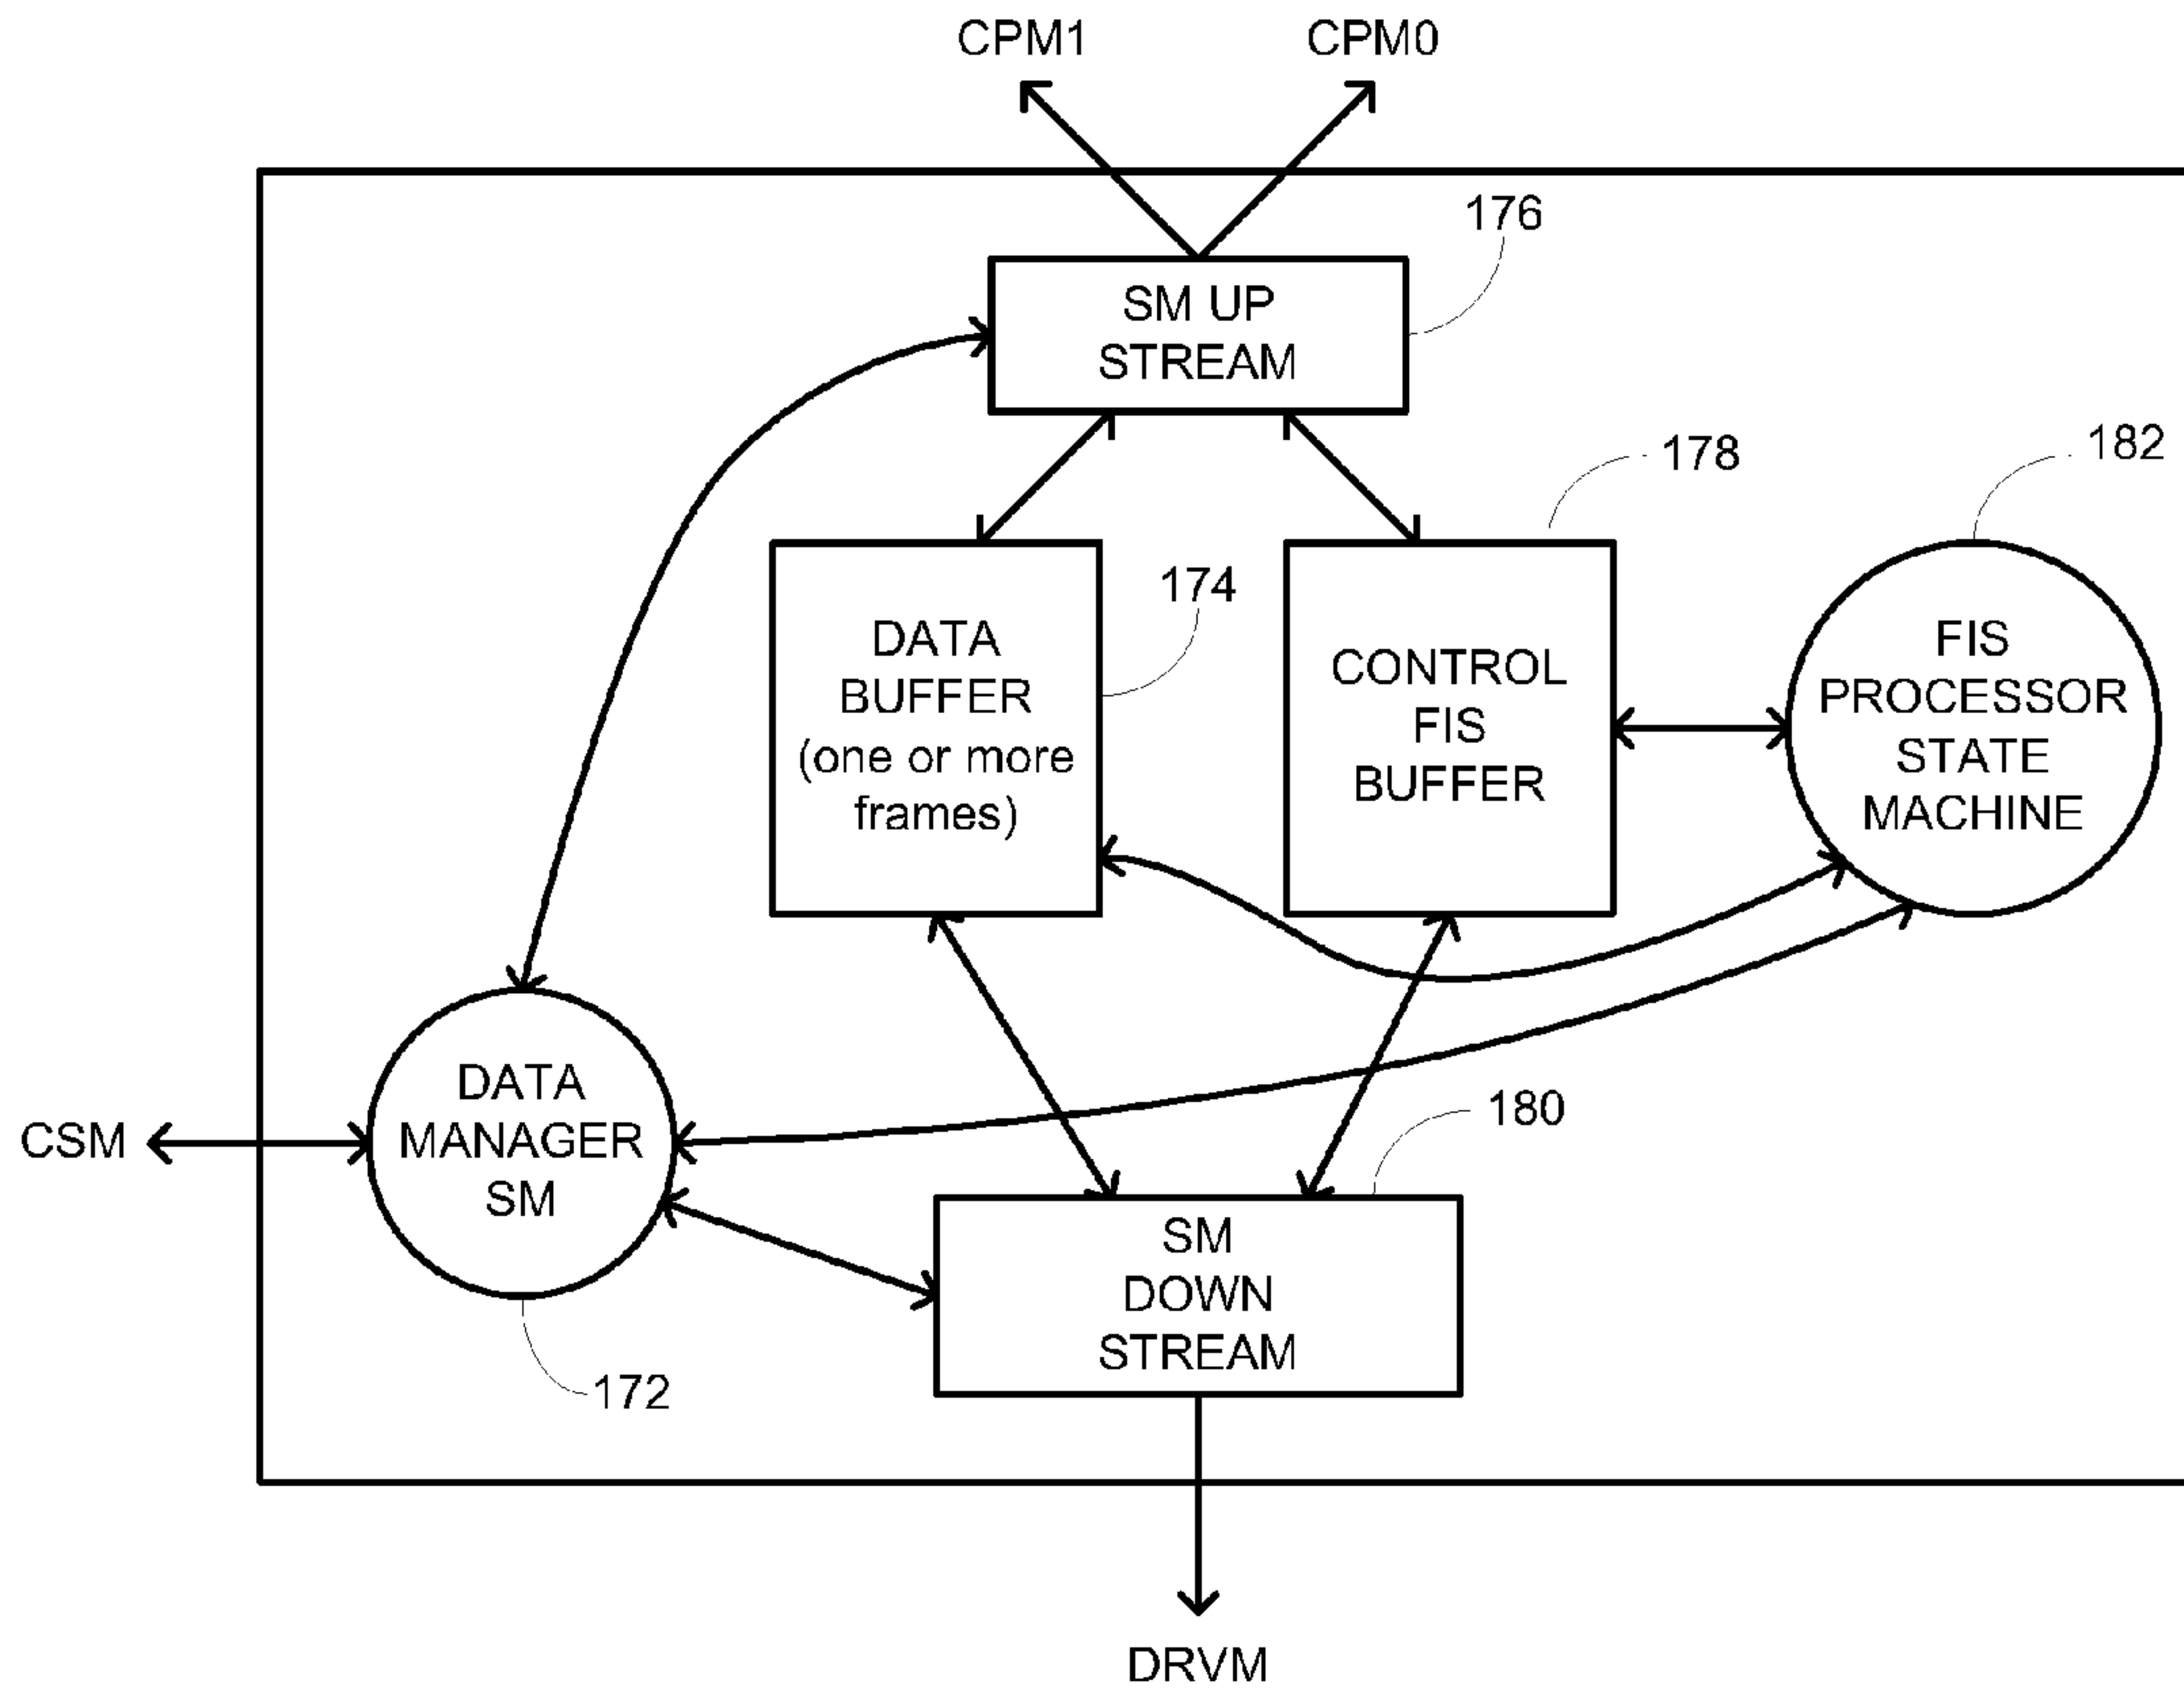 CPM1
CPM0
176
SM UP
STREAM
178
182
174
DATA
BUFFER
(one or more
frames)
CONTROL
FIS
BUFFER
FIS
PROCESSOR
STATE
MACHINE
CSM
DATA
MANAGER
SM
180
SM
DOWN
STREAM
172
DRVM